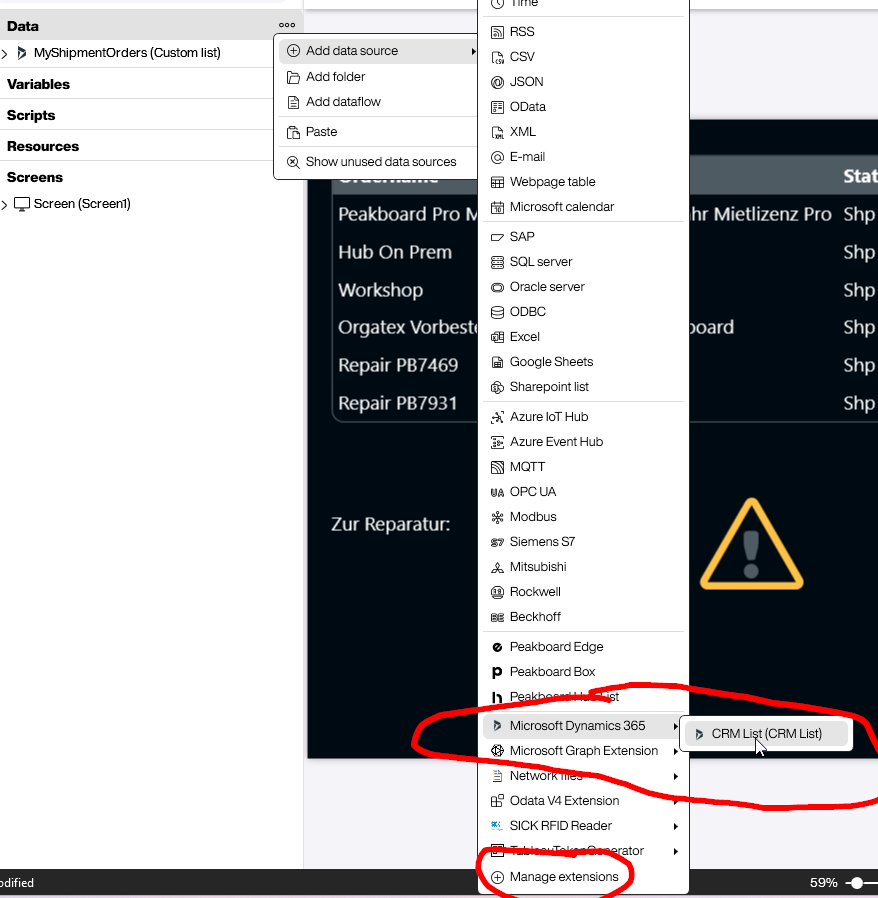 Time
Data
ooo
MyShipmentOrders (Custom list)
Variables
Scripts
Resources
Screens
Screen (Screen1)
Add data source
Add folder
Add dataflow
Paste
Show unused data sources
RSS
CSV
JSON
OData
XML
E-mail
Webpage table
Microsoft calendar
SAP
SQL server
Oracle server
ODBC
Excel
Google Sheets
Sharepoint list
Azure IoT Hub
Azure Event Hub
MQTT
OPC UA
Modbus
Siemens S7
Mitsubishi
Rockwell
Beckhoff
Peakboard Edge
Peakboard Box
Peakboard Hub List
Microsoft Dynamics 365
CRM List (CRM List)
Microsoft Graph Extension
Network files
Odata V4 Extension
SICK RFID Reader
TableauTokenGenerator
Manage extensions
Ordername
Stat
Peakboard Pro M
hr Mietlizenz Pro
Shp
Hub On Prem
Shp
Workshop
Shp
Orgatex Vorbeste
board
Shp
Repair PB7469
Shp
Repair PB7931
Shp
Zur Reparatur:
odified
59%